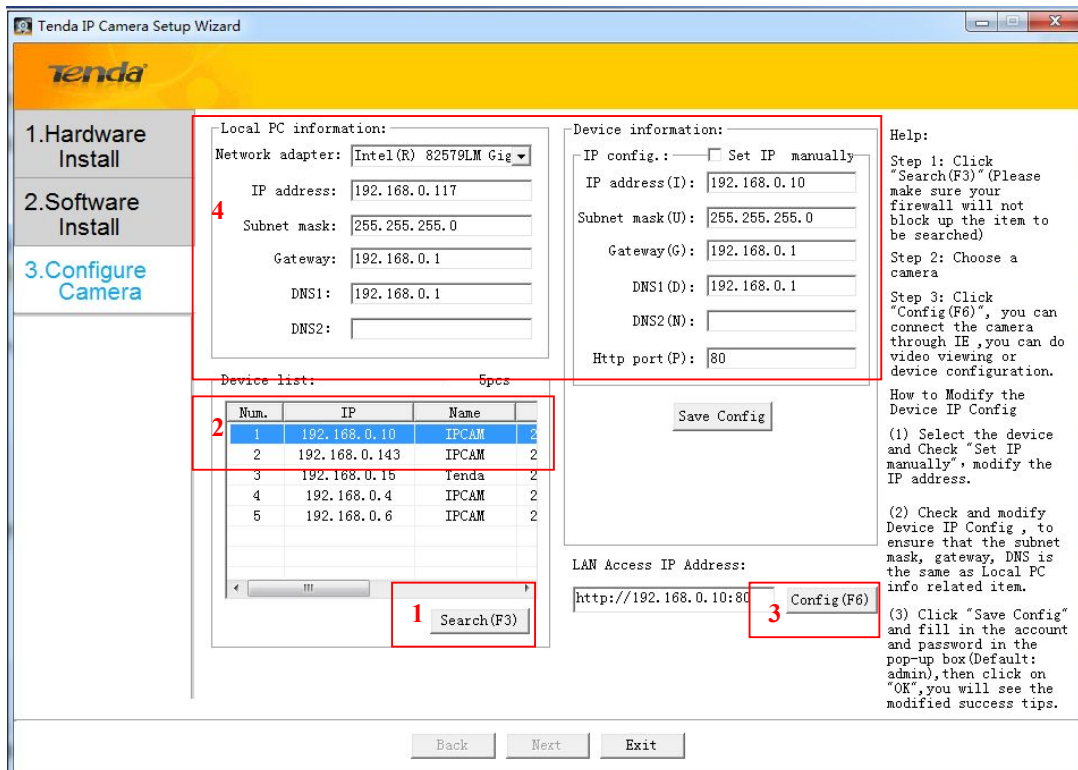 Tenda IP Camera Setup Wizard
Tenda
1.Hardware
Install
2.Software
Install
3.Configure
Camera
4
Local PC information:
Network adapter: Intel(R) 82579LM Gig
IP address: 192.168.0.117
Subnet mask: 255.255.255.0
Gateway: 192.168.0.1
DNS1: 192.168.0.1
DNS2:
Device information:
IP config.: Set IP manually
IP address(I): 192.168.0.10
Subnet mask(U): 255.255.255.0
Gateway(G): 192.168.0.1
DNS1(D): 192.168.0.1
DNS2(N):
Http port(P): 80
Save Config
Device list: 5pcs
2
Num. IP Name
1 192.168.0.10 IPCAM 2
2 192.168.0.143 IPCAM 2
3 192.168.0.15 Tenda 2
4 192.168.0.4 IPCAM 2
5 192.168.0.6 IPCAM 2
1
Search(F3)
LAN Access IP Address:
http://192.168.0.10:80
3
Config(F6)
Help:
Step 1: Click
"Search(F3)"(Please
make sure your
firewall will not
block up the item to
be searched)
Step 2: Choose a
camera
Step 3: Click
"Config(F6)", you can
connect the camera
through IE ,you can do
video viewing or
device configuration.
How to Modify the
Device IP Config
(1) Select the device
and Check "Set IP
manually", modify the
IP address.
(2) Check and modify
Device IP Config , to
ensure that the subnet
mask, gateway, DNS is
the same as Local PC
info related item.
(3) Click "Save Config"
and fill in the account
and password in the
pop-up box(Default:
admin),then click on
"OK",you will see the
modified success tips.
Back Next Exit